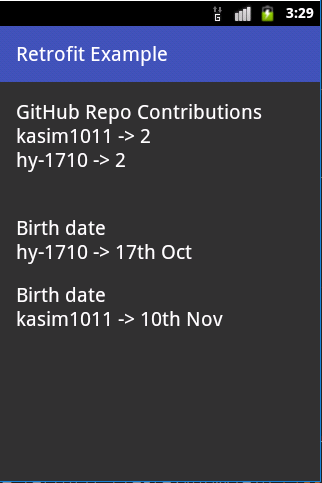 3:29
Retrofit Example
GitHub Repo Contributions
kasim1011 -> 2
hy-1710 -> 2
Birth date
hy-1710 -> 17th Oct
Birth date
kasim1011 -> 10th Nov